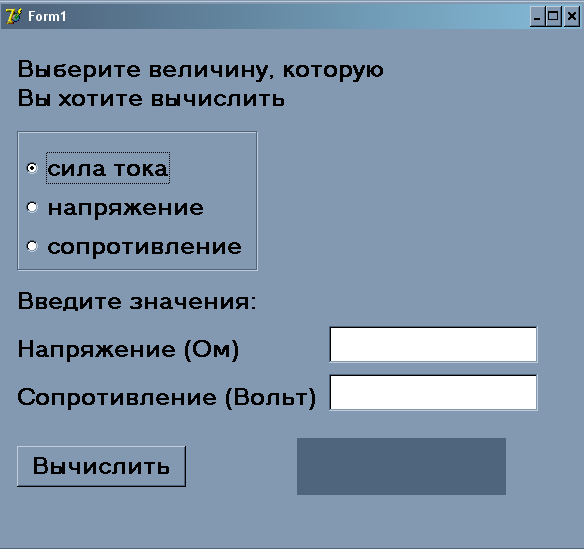 Form1
Выберите величину, которую
Вы хотите вычислить
сила тока
напряжение
сопротивление
Введите значения:
Напряжение (Ом)
Сопротивление (Вольт)
Вычислить